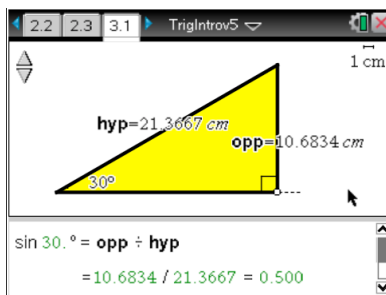 2.2 2.3 3.1 TrigIntrov5
1 cm
hyp=21.3667 cm
opp=10.6834 cm
30°
sin 30.° = opp ÷ hyp
=10.6834 / 21.3667 = 0.500